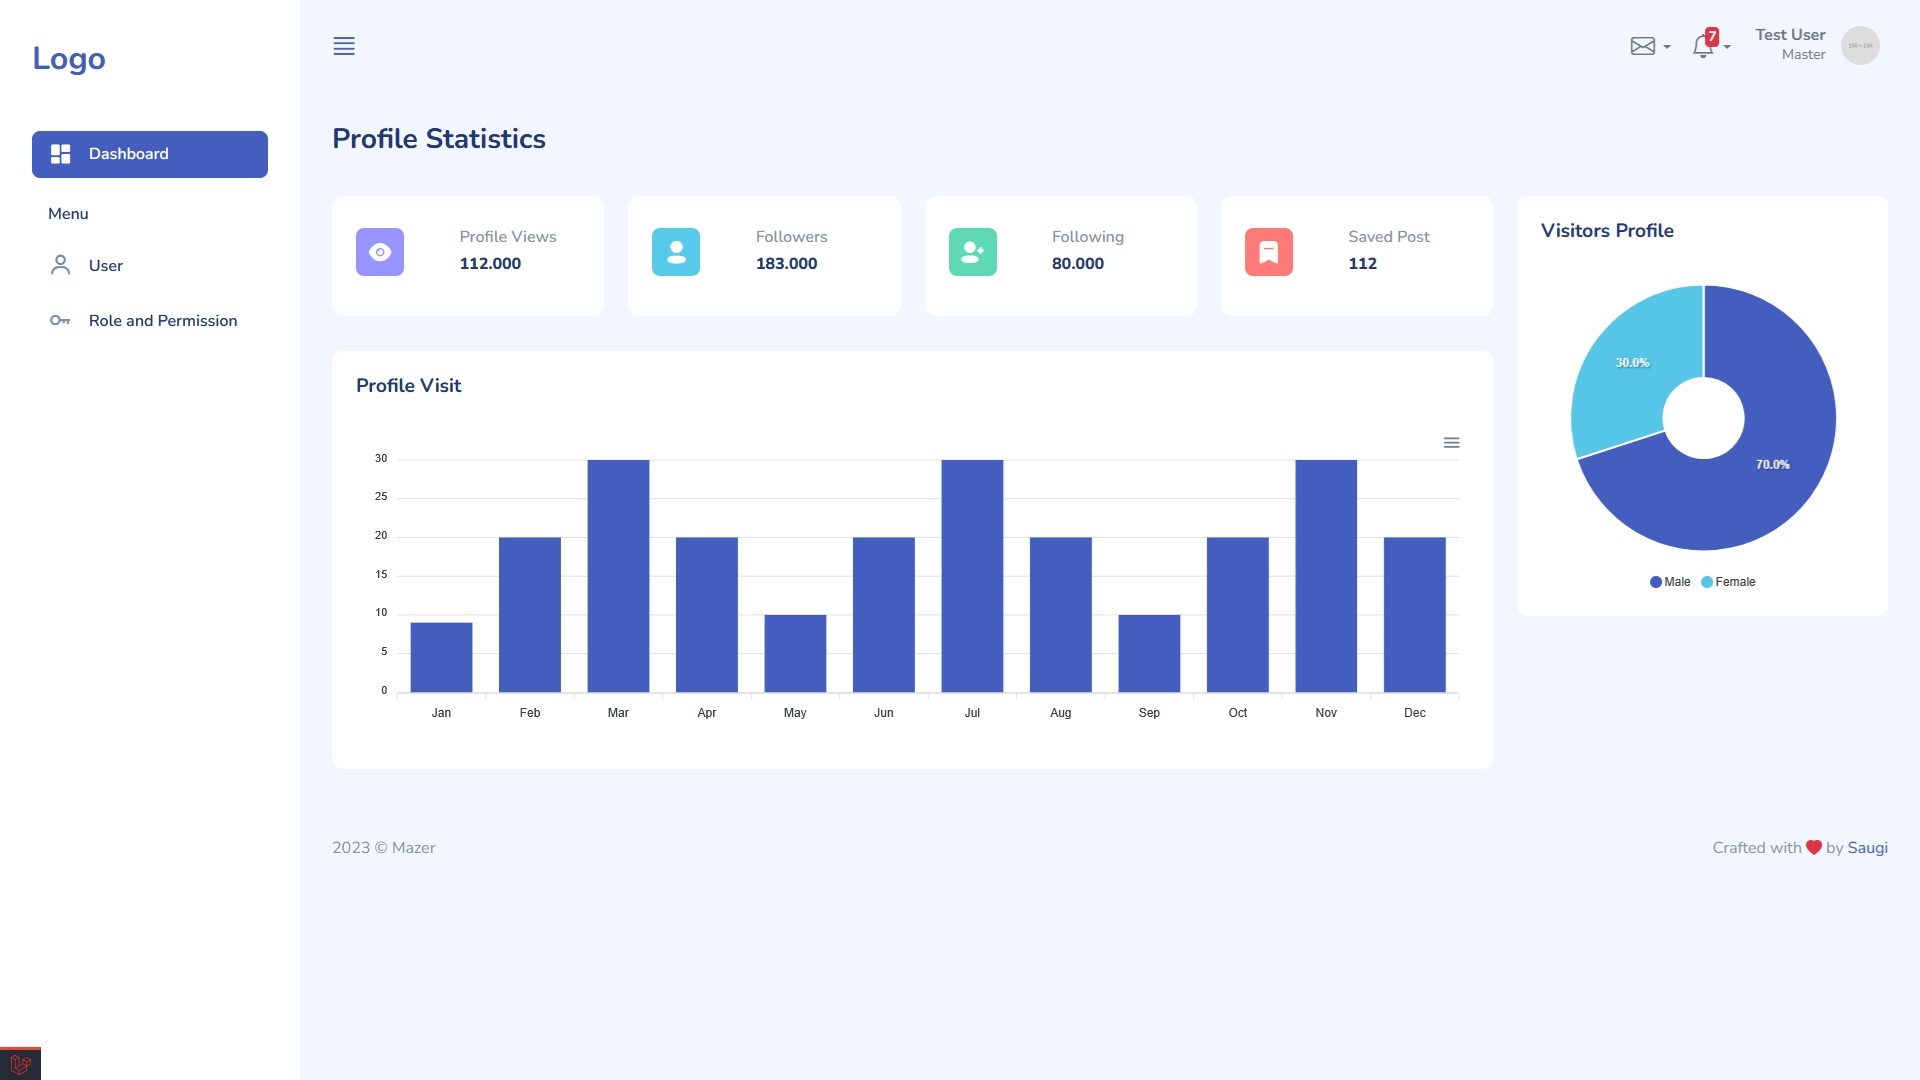 Logo
Dashboard
Menu
User
Role and Permission
7
Test User
Master
Profile Statistics
Profile Views
112.000
Followers
183.000
Following
80.000
Saved Post
112
Visitors Profile
30.0%
70.0%
Male Female
Profile Visit
30
25
20
15
10
5
0
Jan Feb Mar Apr May Jun Jul Aug Sep Oct Nov Dec
2023 © Mazer
Crafted with by Saugi